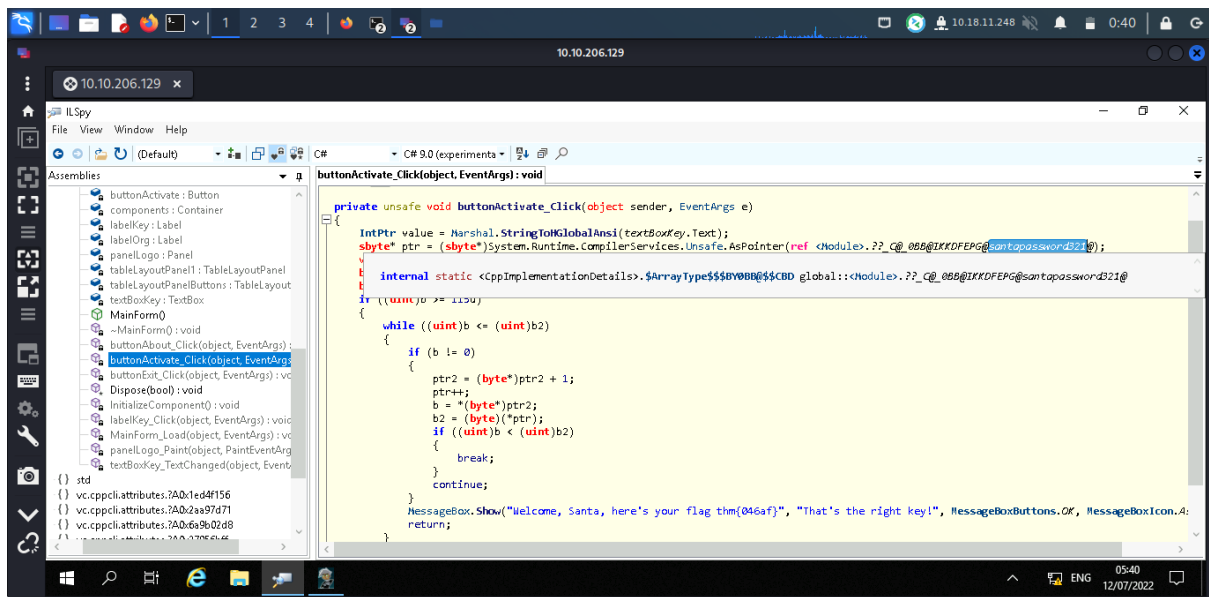 1 2 3 4 10.18.11.248 0:40
10.10.206.129
10.10.206.129 ×
ILSpy
File View Window Help
(Default) C# C# 9.0 (experimenta
Assemblies
buttonActivate_Click(object, EventArgs) : void
buttonActivate : Button
components : Container
labelKey : Label
labelOrg : Label
panelLogo : Panel
tableLayoutPanel1 : TableLayoutPanel
tableLayoutPanelButtons : TableLayout
textBoxKey : TextBox
MainForm()
~MainForm() : void
buttonAbout_Click(object, EventArgs) :
buttonActivate_Click(object, EventArgs
buttonExit_Click(object, EventArgs) : vc
Dispose(bool) : void
InitializeComponent() : void
labelKey_Click(object, EventArgs) : voic
MainForm_Load(object, EventArgs) : vc
panelLogo_Paint(object, PaintEventArg
textBoxKey_TextChanged(object, Event
{ } std
{ } vc.cppcli.attributes.?A0x1ed4f156
{ } vc.cppcli.attributes.?A0x2aa97d71
{ } vc.cppcli.attributes.?A0x6a9b02d8
private unsafe void buttonActivate_Click(object sender, EventArgs e)
{
IntPtr value = Marshal.StringToHGlobalAnsi(textBoxKey.Text);
sbyte* ptr = (sbyte*)System.Runtime.CompilerServices.Unsafe.AsPointer(ref <Module>.??_C@_0BB@IKKDFEPG@santapassword321@);
internal static <CppImplementationDetails>.$ArrayType$$$BY0BB@$$CBD global::<Module>.??_C@_0BB@IKKDFEPG@santapassword321@
if ((uint)b >= 115u)
{
while ((uint)b <= (uint)b2)
{
if (b != 0)
{
ptr2 = (byte*)ptr2 + 1;
ptr++;
b = *(byte*)ptr2;
b2 = (byte)(*ptr);
if ((uint)b < (uint)b2)
{
break;
}
continue;
}
MessageBox.Show("Welcome, Santa, here's your flag thm{046af}", "That's the right key!", MessageBoxButtons.OK, MessageBoxIcon.A
return;
}
ENG 05:40
12/07/2022